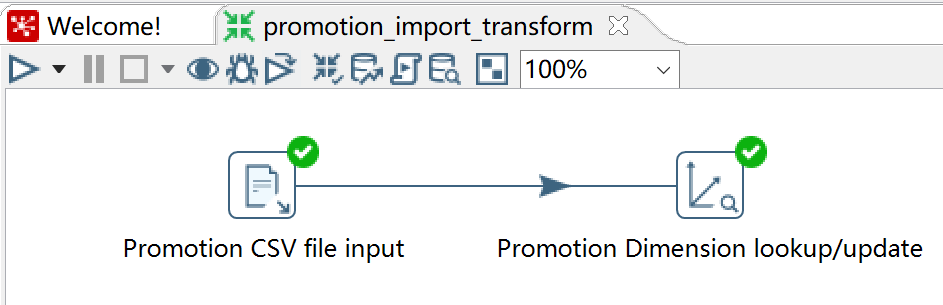 Welcome!
promotion_import_transform
100%
Promotion CSV file input
Promotion Dimension lookup/update